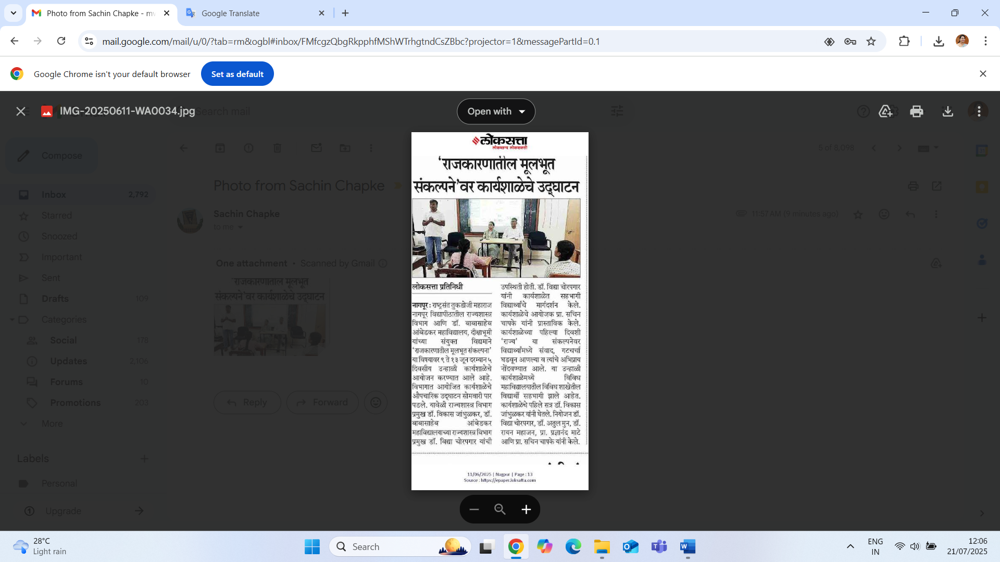 Photo from Sachin Chapke - mv
Google Translate
mail.google.com/mail/u/0/?tab=rm&ogbl#inbox/FMfcgzQbgRkpphfMShWTrhgtndCsZBbc?projector=1&messagePartId=0.1
Google Chrome isn't your default browser
Set as default
IMG-20250611-WA0034.jpg
Search mail
Open with
Compose
5 of 8,098
Photo from Sachin Chapke
Inbox 2,792
Starred
Snoozed
Important
Sent
Drafts 109
Categories
Social 178
Updates 2,106
Forums 10
Promotions 203
More
Labels
Personal
Upgrade
Sachin Chapke
to me
11:57 AM (9 minutes ago)
One attachment • Scanned by Gmail
राजकारणातील मूलभूत
संकल्पने'वर कार्यशाळेचे उद्घाटन
Reply
Forward
लोकसत्ता
लोकमान्य लोकशक्ती
'राजकारणातील मूलभूत
संकल्पने'वर कार्यशाळेचे उद्घाटन
लोकसत्ता प्रतिनिधी
नागपूर : राष्ट्रसंत तुकडोजी महाराज
नागपूर विद्यापीठातील राज्यशास्त्र
विभाग आणि डॉ. बाबासाहेब
आंबेडकर महाविद्यालय, दीक्षाभूमी
यांच्या संयुक्त विद्यमाने
'राजकारणातील मूलभूत संकल्पना'
या विषयावर ९ ते १३ जून दरम्यान ५
दिवसीय उन्हाळी कार्यशाळेचे
आयोजन करण्यात आले आहे.
विभागात आयोजित कार्यशाळेचे
औपचारिक उद्घाटन सोमवारी पार
पडले. यावेळी राज्यशास्त्र विभाग
प्रमुख डॉ. विकास जांभुळकर, डॉ.
बाबासाहेब आंबेडकर
महाविद्यालयाच्या राज्यशास्त्र विभाग
प्रमुख डॉ. विद्या चोरपगार यांची
उपस्थिती होती. डॉ. विद्या चोरपगार
यांनी कार्यशाळेत सहभागी
विद्यार्थ्यांचे मार्गदर्शन केले.
कार्यशाळेचे आयोजक प्रा. सचिन
चापके यांनी प्रास्ताविक केले.
कार्यशाळेच्या पहिल्या दिवशी
'राज्य' या संकल्पनेवर
विद्यार्थ्यांमध्ये संवाद, गटचर्चा
घडवून आणल्या व त्यांचे अभिप्राय
नोंदवण्यात आले. या उन्हाळी
कार्यशाळेमध्ये विविध
महाविद्यालयातील विविध शाखेतील
विद्यार्थी सहभागी झाले आहेत.
कार्यशाळेचे पहिले सत्र डॉ. विकास
जांभुळकर यांनी घेतले. नियोजन डॉ.
विद्या चोरपगार, डॉ. अतुल मुन, डॉ.
रायन महाजन, प्रा. प्रज्ञानंद माटे
आणि प्रा. सचिन चापके यांनी केले.
11/06/2025 | Nagpur | Page : 13
Source : https://epaper.loksatta.com
28°C
Light rain
Search
ENG
IN
12:06
21/07/2025